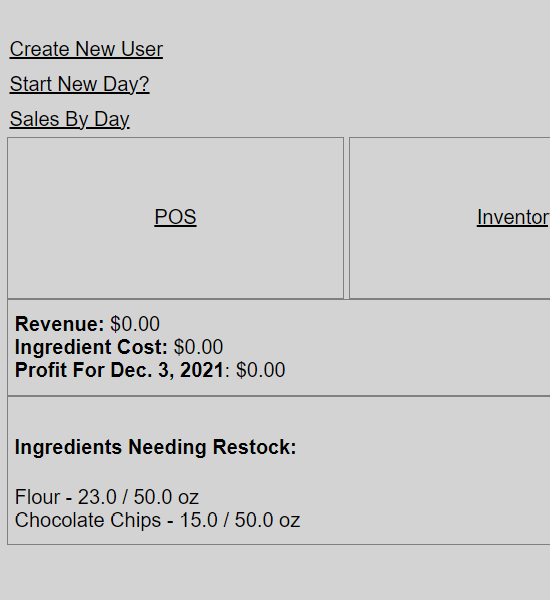 Create New User
Start New Day?
Sales By Day
POS
Inventor
Revenue: $0.00
Ingredient Cost: $0.00
Profit For Dec. 3, 2021: $0.00
Ingredients Needing Restock:
Flour - 23.0 / 50.0 oz
Chocolate Chips - 15.0 / 50.0 oz